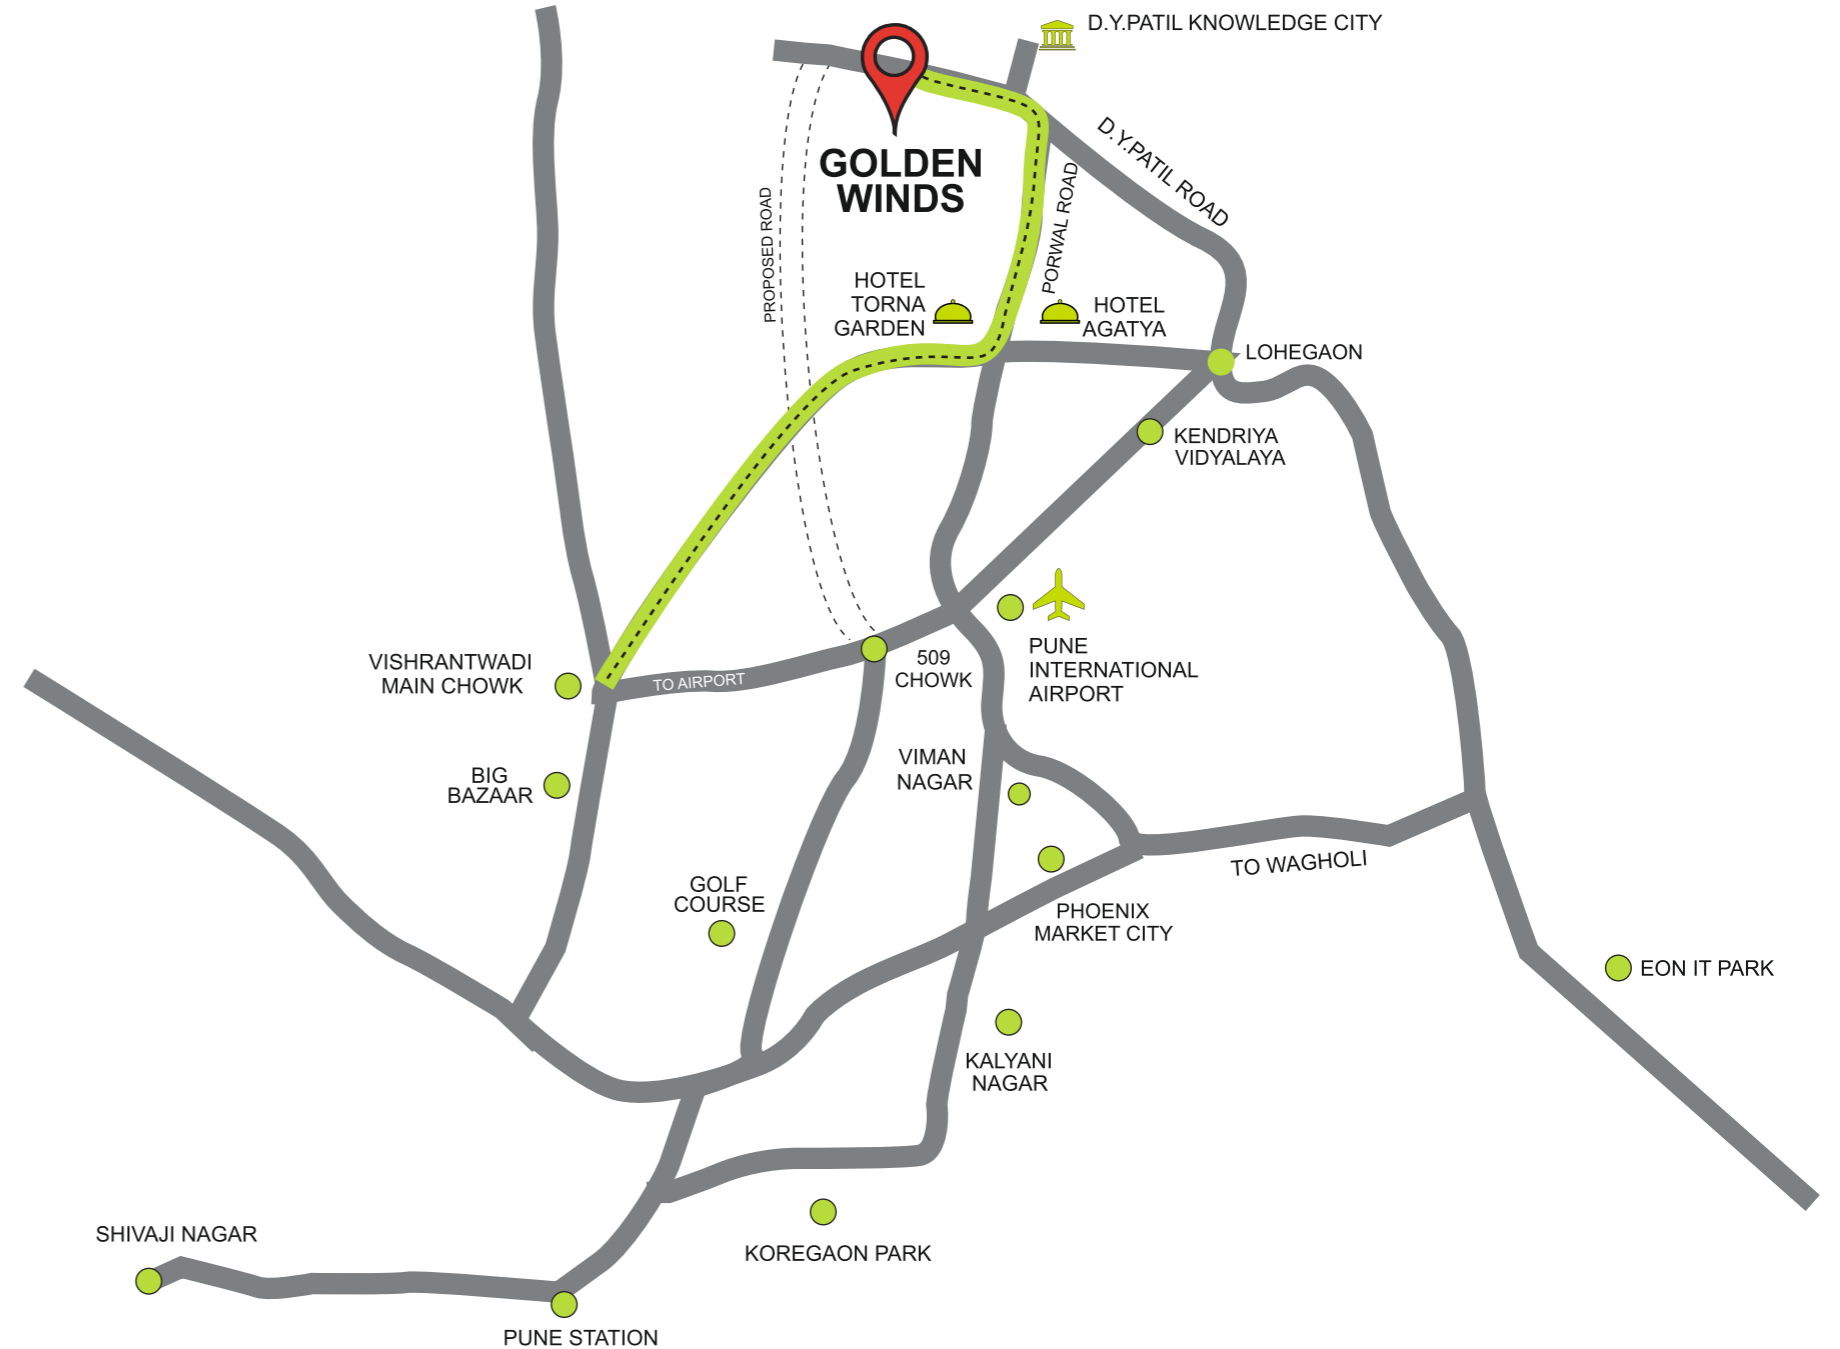 D.Y.PATIL KNOWLEDGE CITY
D.Y.PATIL ROAD
GOLDEN
WINDS
PROPOSED ROAD
PORWAL ROAD
HOTEL
TORNA
GARDEN
HOTEL
AGATYA
LOHEGAON
KENDRIYA
VIDYALAYA
PUNE
INTERNATIONAL
AIRPORT
509
CHOWK
VISHRANTWADI
MAIN CHOWK
TO AIRPORT
VIMAN
NAGAR
BIG
BAZAAR
TO WAGHOLI
GOLF
COURSE
PHOENIX
MARKET CITY
EON IT PARK
KALYANI
NAGAR
SHIVAJI NAGAR
KOREGAON PARK
PUNE STATION